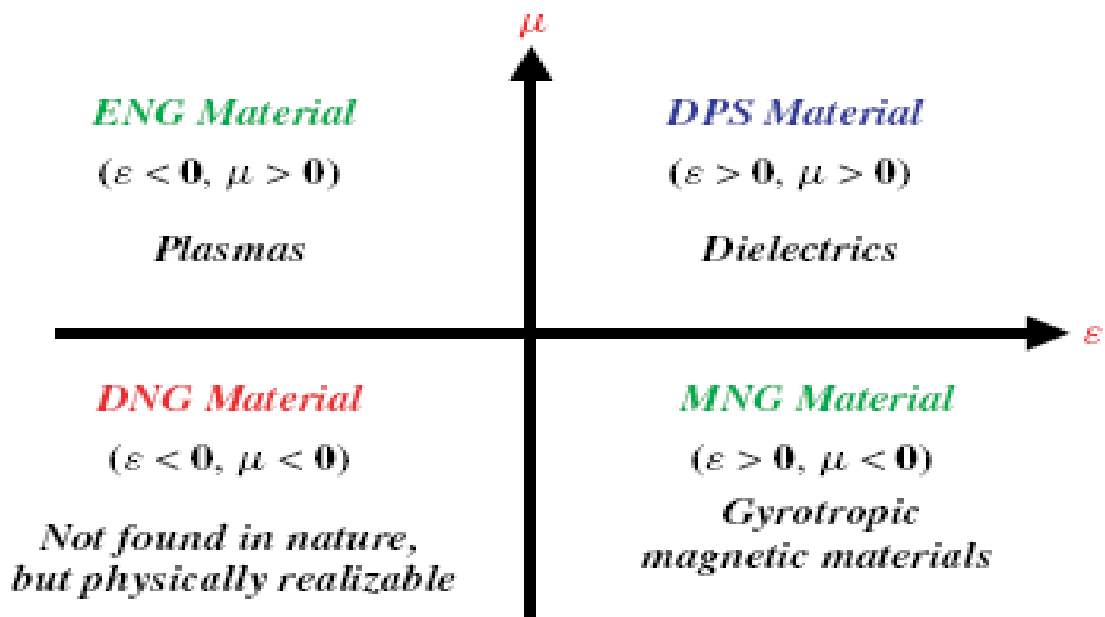 μ
ENG Material
(ε < 0, μ > 0)
Plasmas
DPS Material
(ε > 0, μ > 0)
Dielectrics
ε
DNG Material
(ε < 0, μ < 0)
Not found in nature,
but physically realizable
MNG Material
(ε > 0, μ < 0)
Gyrotropic
magnetic materials